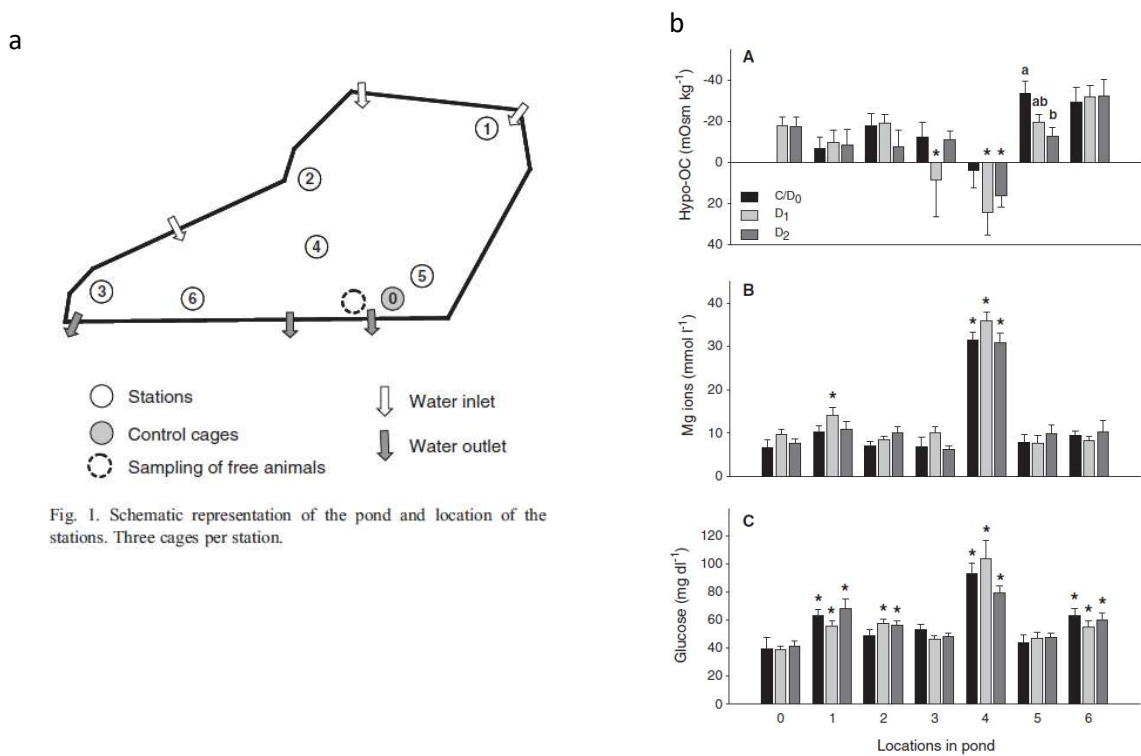 a
1
2
4
3
5
6
0
Stations
Control cages
Sampling of free animals
Water inlet
Water outlet
Fig. 1. Schematic representation of the pond and location of the
stations. Three cages per station.
b
A
Hypo-OC (mOsm kg⁻¹)
-40
-20
0
20
40
a
ab
b
*
* *
C/D₀
D₁
D₂
B
Mg ions (mmol l⁻¹)
40
30
20
10
0
*
* * *
C
Glucose (mg dl⁻¹)
120
100
80
60
40
20
0
* * *
* *
* * *
* * *
0 1 2 3 4 5 6
Locations in pond